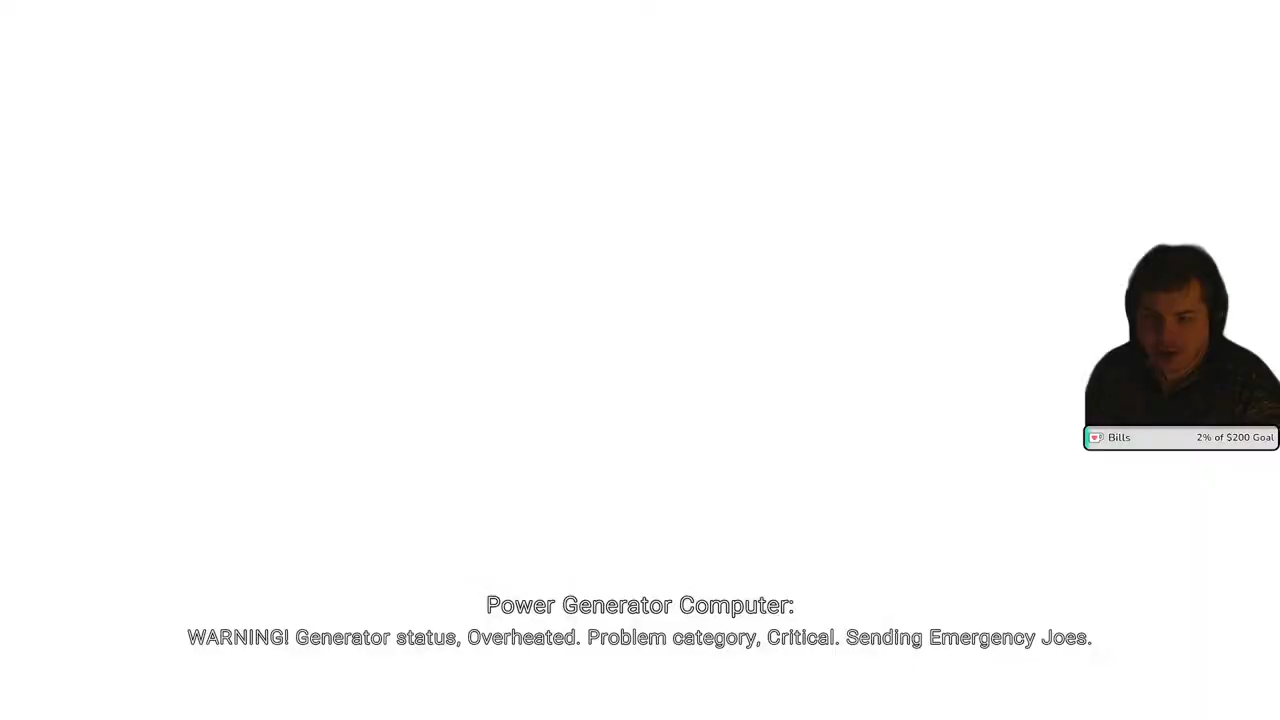 Bills 2% of $200 Goal
Power Generator Computer:
WARNING! Generator status, Overheated. Problem category, Critical. Sending Emergency Joes.